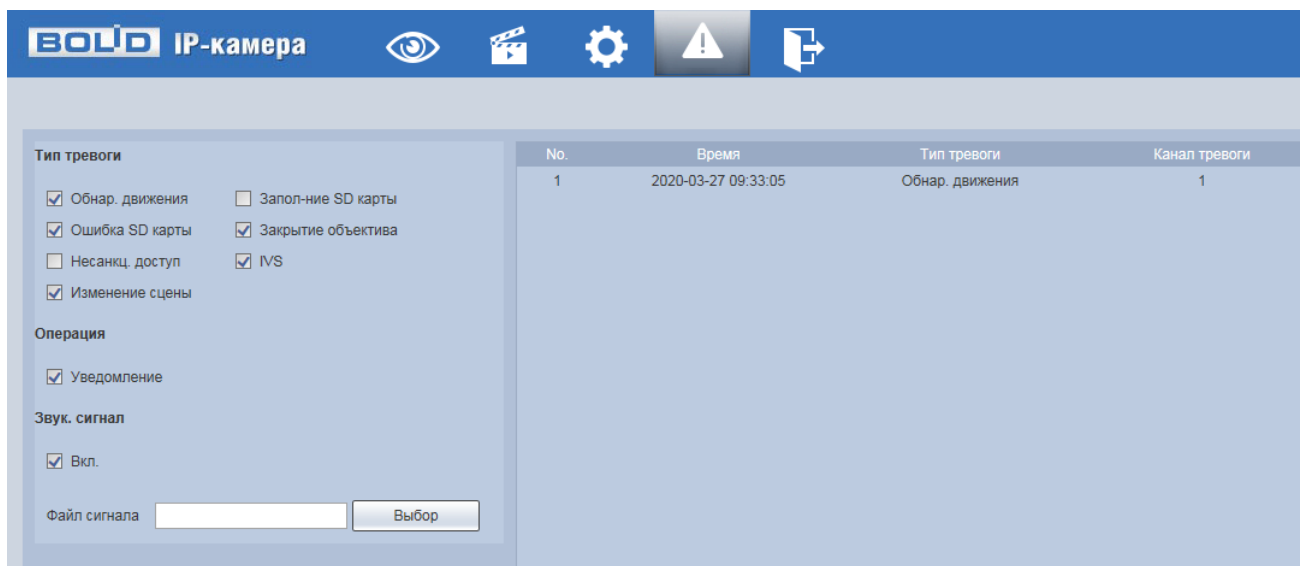 BOLID IP-камера
Тип тревоги
Обнар. движения Запол-ние SD карты
Ошибка SD карты Закрытие объектива
Несанкц. доступ IVS
Изменение сцены
Операция
Уведомление
Звук. сигнал
Вкл.
Файл сигнала Выбор
No. Время Тип тревоги Канал тревоги
1 2020-03-27 09:33:05 Обнар. движения 1